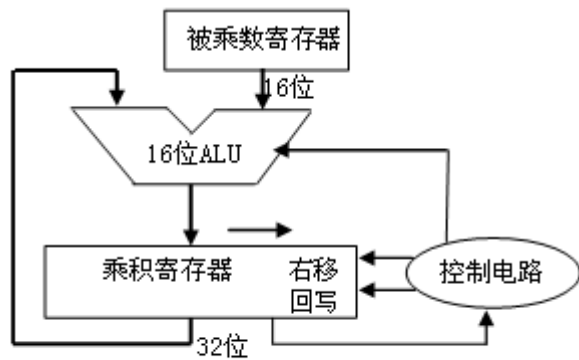 被乘数寄存器
16位
16位ALU
乘积寄存器
右移
回写
控制电路
32位